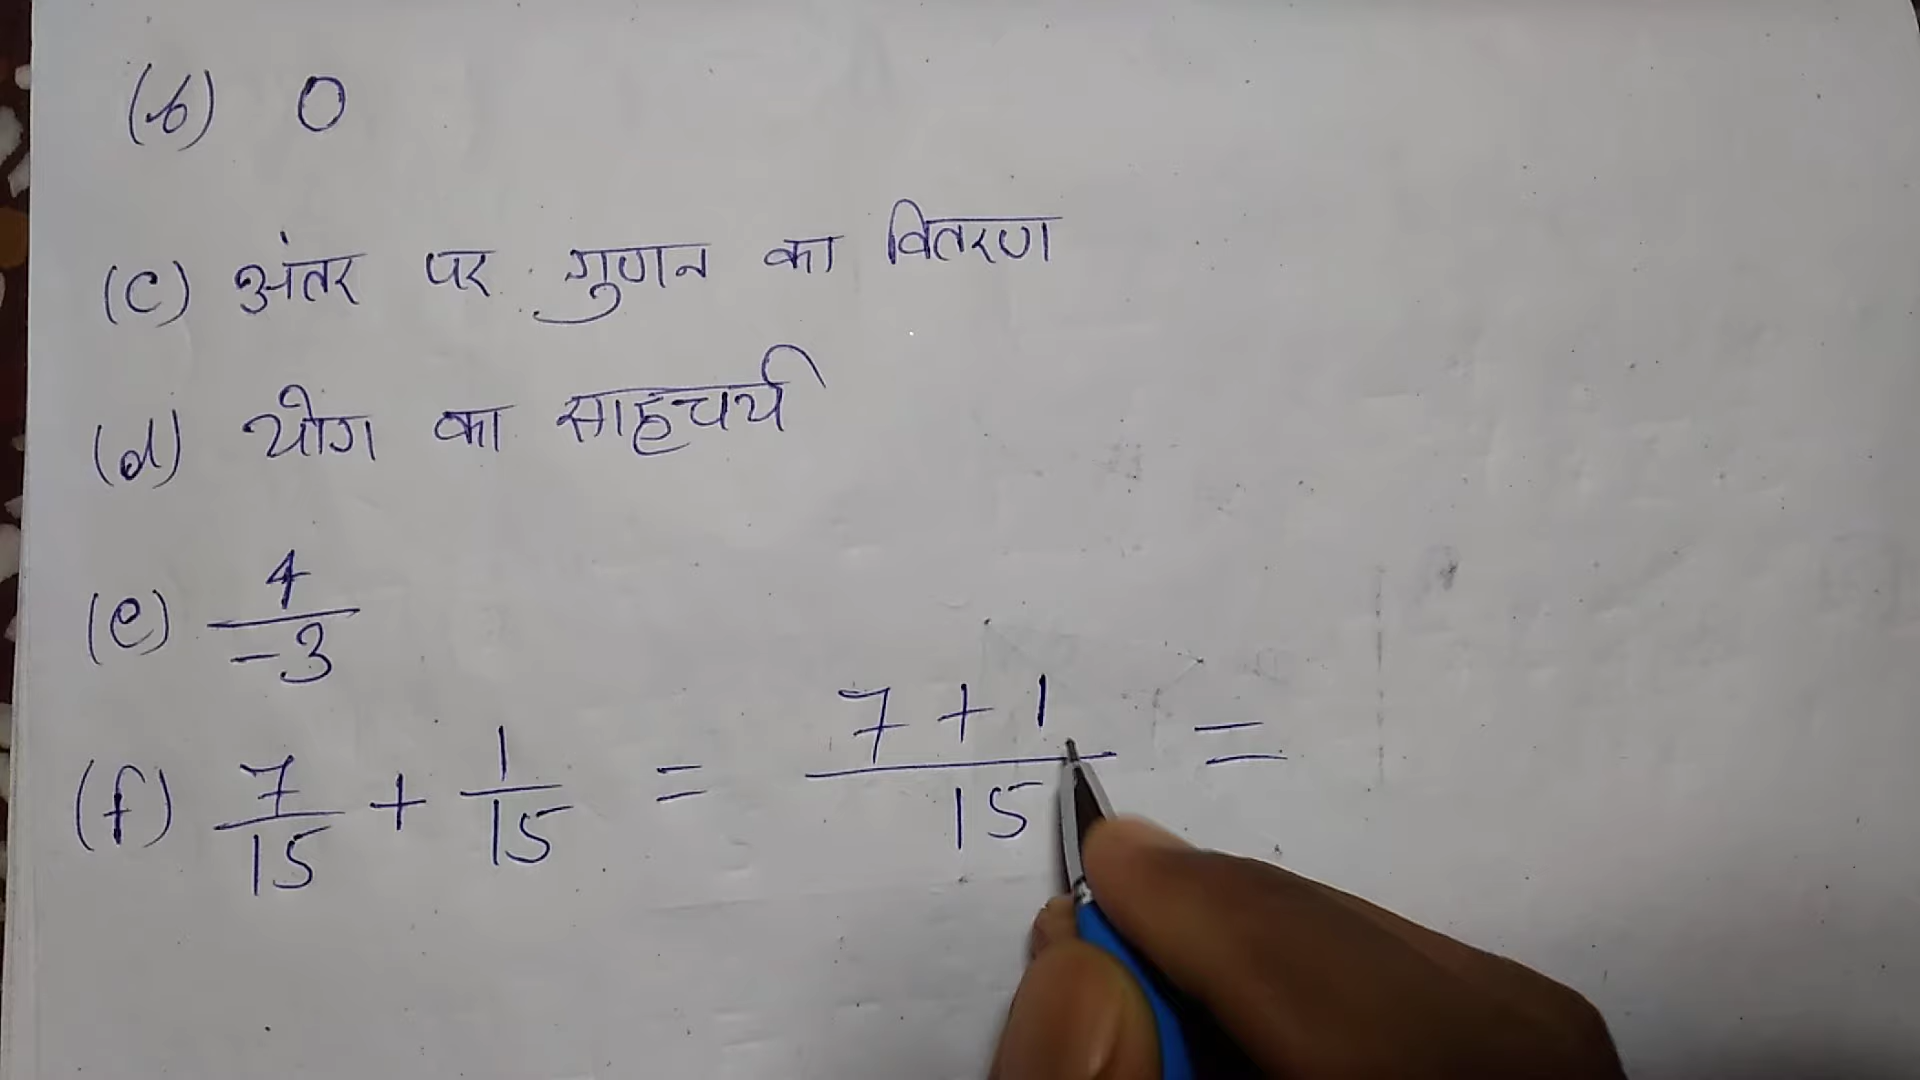 (b) 0
(c) अंतर पर गुणन का वितरण
(d) योग का साहचर्य
(e) 4/-3
(f) 7/15 + 1/15 = 7+1/15 =